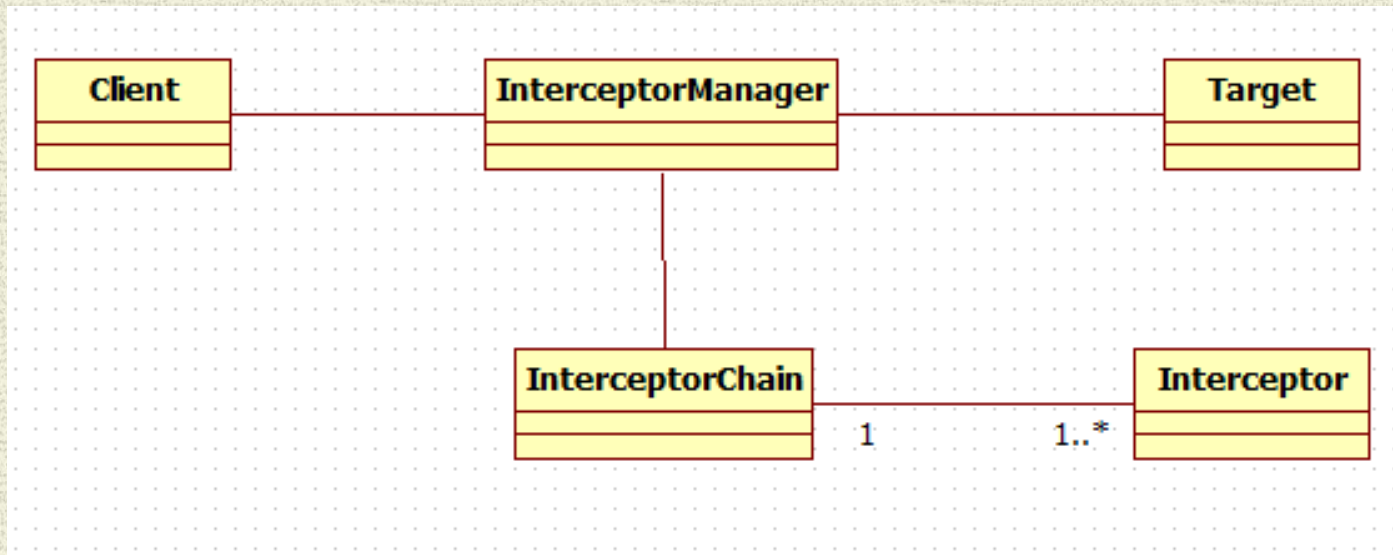 Client
InterceptorManager
Target
InterceptorChain
Interceptor
1
1..*